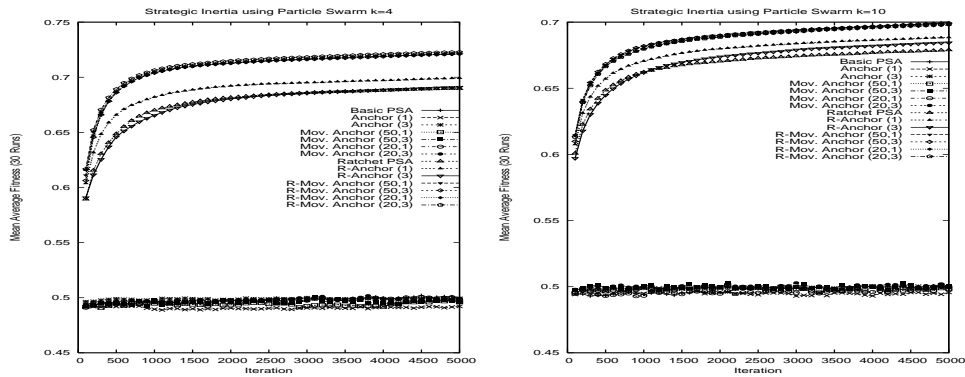 Strategic Inertia using Particle Swarm k=4
0.75
0.7
0.65
0.6
0.55
0.5
0.45
Mean Average Fitness (30 Runs)
Basic PSA
Anchor (1)
Anchor (3)
Mov. Anchor (50,1)
Mov. Anchor (50,3)
Mov. Anchor (20,1)
Mov. Anchor (20,3)
Ratchet PSA
R-Anchor (1)
R-Anchor (3)
R-Mov. Anchor (50,1)
R-Mov. Anchor (50,3)
R-Mov. Anchor (20,1)
R-Mov. Anchor (20,3)
0 500 1000 1500 2000 2500 3000 3500 4000 4500 5000
Iteration
Strategic Inertia using Particle Swarm k=10
0.7
0.65
0.6
0.55
0.5
0.45
Mean Average Fitness (30 Runs)
Basic PSA
Anchor (1)
Anchor (3)
Mov. Anchor (50,1)
Mov. Anchor (50,3)
Mov. Anchor (20,1)
Mov. Anchor (20,3)
Ratchet PSA
R-Anchor (1)
R-Anchor (3)
R-Mov. Anchor (50,1)
R-Mov. Anchor (50,3)
R-Mov. Anchor (20,1)
R-Mov. Anchor (20,3)
0 500 1000 1500 2000 2500 3000 3500 4000 4500 5000
Iteration